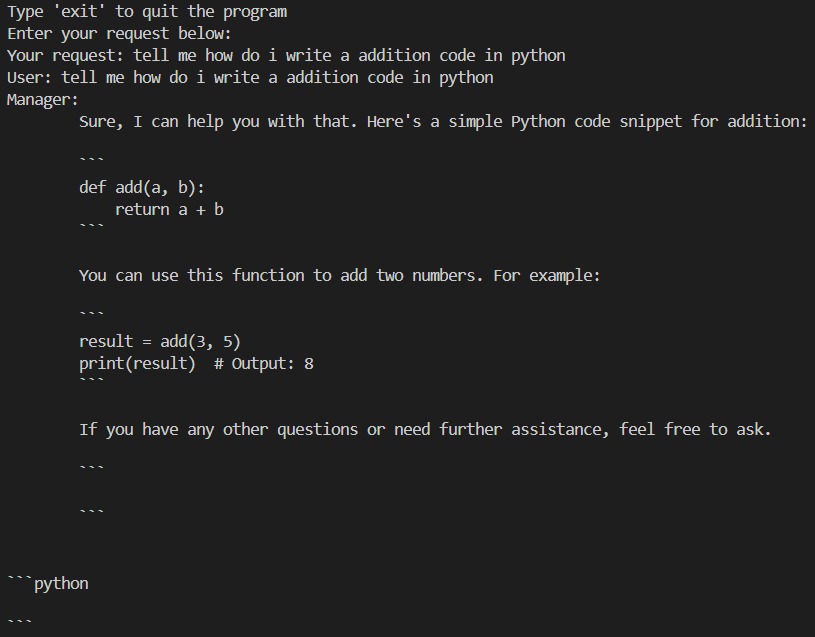 Type 'exit' to quit the program
Enter your request below:
Your request: tell me how do i write a addition code in python
User: tell me how do i write a addition code in python
Manager:
        Sure, I can help you with that. Here's a simple Python code snippet for addition:
        ```
        def add(a, b):
            return a + b
        ```
        You can use this function to add two numbers. For example:
        ```
        result = add(3, 5)
        print(result)  # Output: 8
        ```
        If you have any other questions or need further assistance, feel free to ask.
        ```
        ```
```python
```